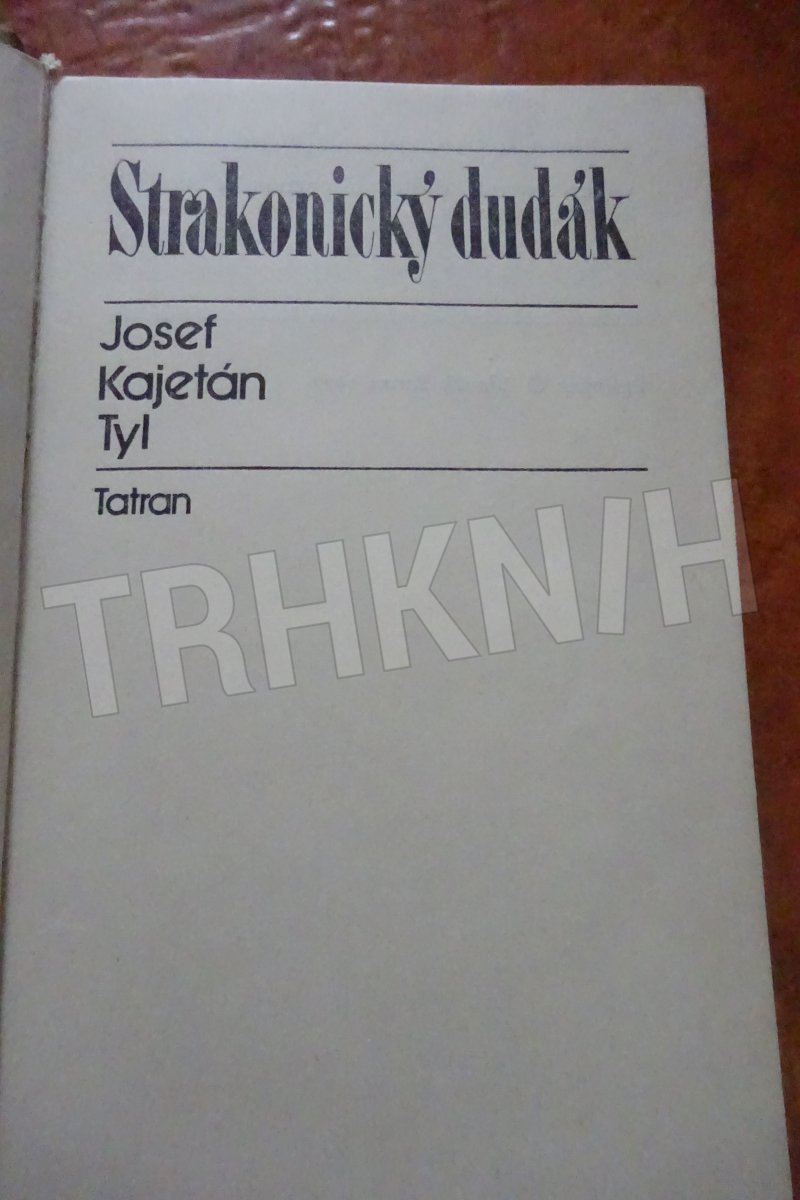 Strakonický dudák
Josef
Kajetán
Tyl
Tatran
TRHKNIH